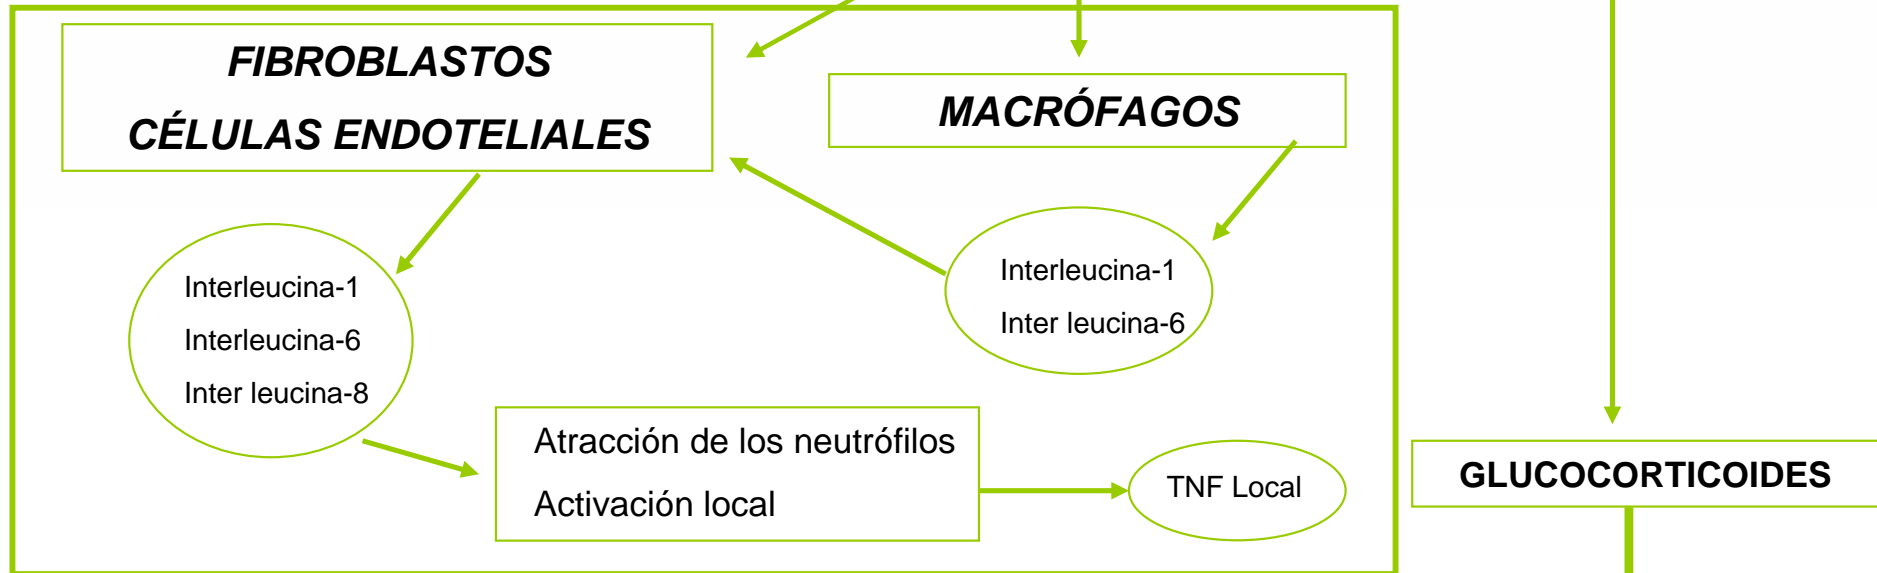 FIBROBLASTOS
CÉLULAS ENDOTELIALES
MACRÓFAGOS
Interleucina-1
Interleucina-6
Inter leucina-8
Interleucina-1
Inter leucina-6
Atracción de los neutrófilos
Activación local
TNF Local
GLUCOCORTICOIDES